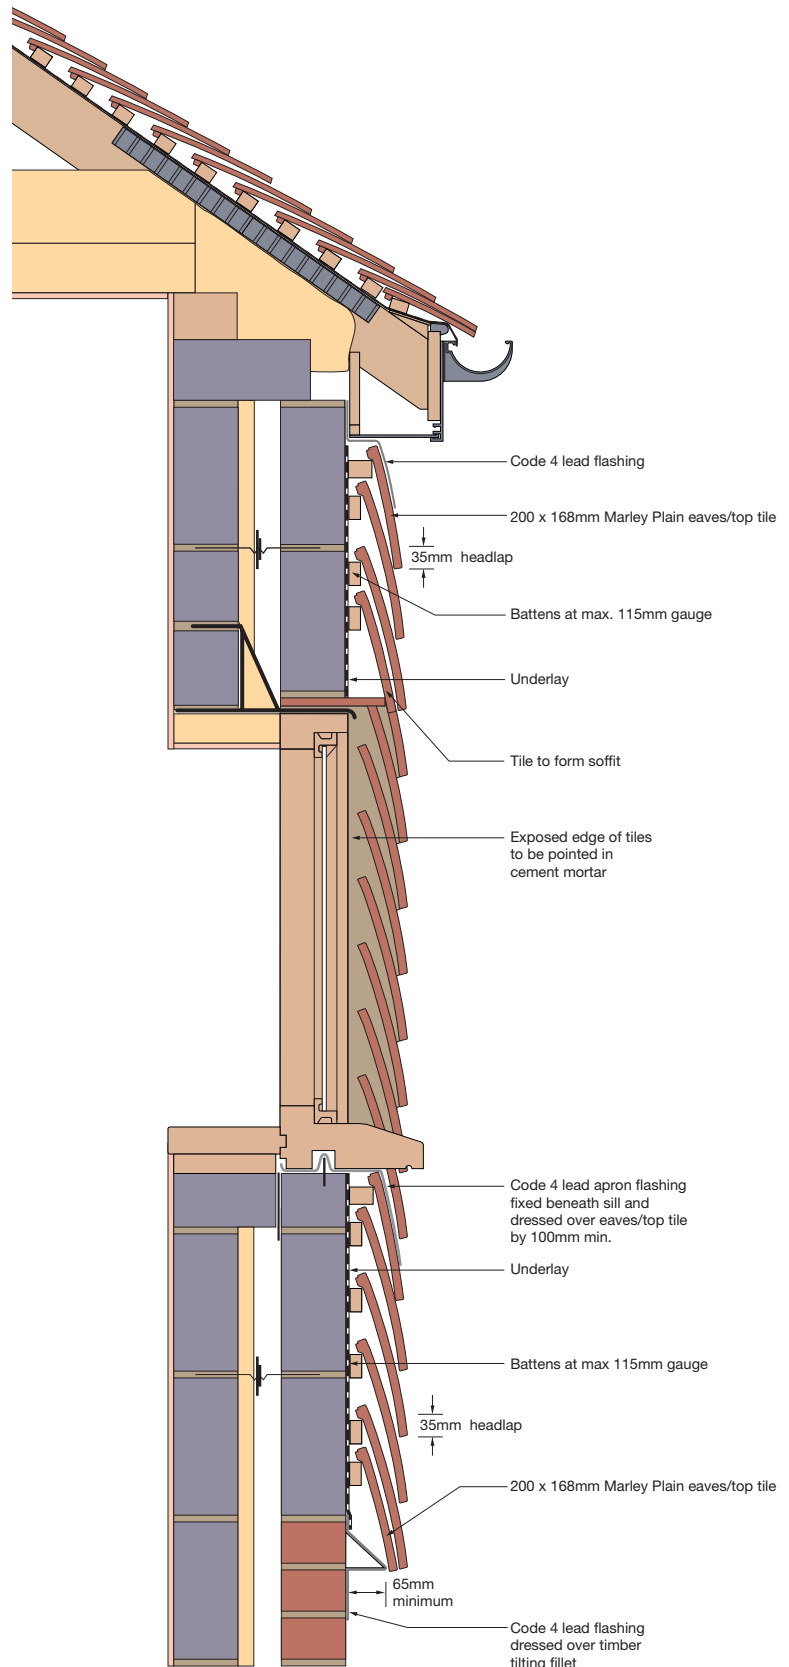 Code 4 lead flashing
200 x 168mm Marley Plain eaves/top tile
35mm headlap
Battens at max. 115mm gauge
Underlay
Tile to form soffit
Exposed edge of tiles
to be pointed in
cement mortar
Code 4 lead apron flashing
fixed beneath sill and
dressed over eaves/top tile
by 100mm min.
Underlay
Battens at max 115mm gauge
35mm headlap
200 x 168mm Marley Plain eaves/top tile
65mm
minimum
Code 4 lead flashing
dressed over timber
tilting fillet